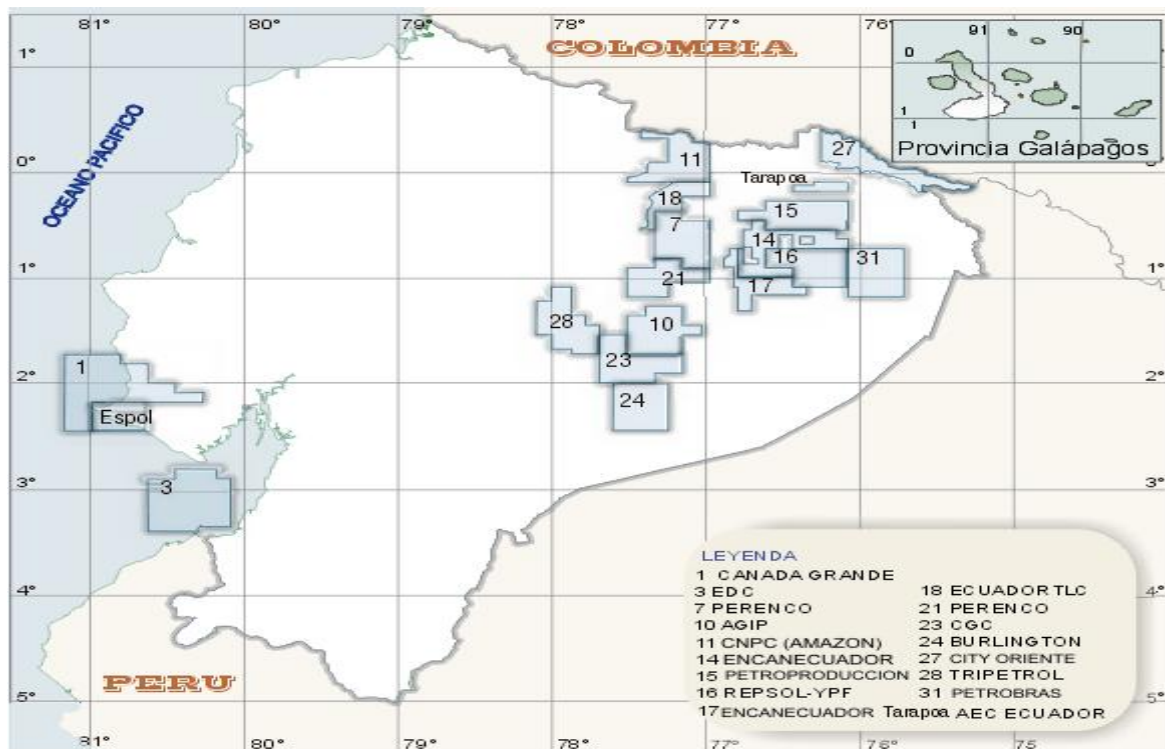 81° 80° 79° 78° 77° 76°
COLOMBIA
91 90
0
1
1
Provincia Galápagos
1°
0°
1°
2°
3°
4°
5°
OCEANO PACIFICO
11
27
Tarapoa
18
15
7
14
16
31
21
17
28
10
23
1
24
Espol
3
0°
1°
2°
3°
4°
PERU
LEYENDA
1 CANADA GRANDE
3 EDC 18 ECUADORTLC
7 PERENCO 21 PERENCO
10 AGIP 23 CGC
11 CNPC (AMAZON) 24 BURLINGTON
14 ENCANECUADOR 27 CITY ORIENTE
15 PETROPRODUCCION 28 TRIPETROL
16 REPSOL-YPF 31 PETROBRAS
17 ENCANECUADOR Tarapoa AEC ECUADOR
81° 80° 79° 78° 77° 76° 75